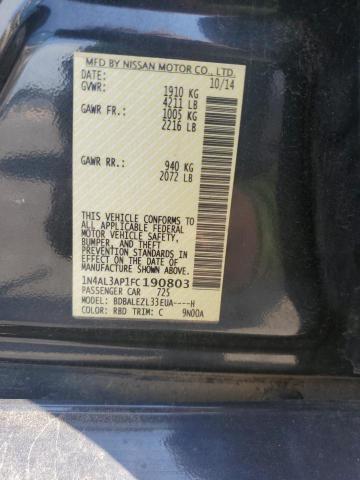 MFD BY NISSAN MOTOR CO., LTD.
DATE: 10/14
GVWR: 1910 KG
4211 LB
GAWR FR.: 1005 KG
2216 LB
GAWR RR.: 940 KG
2072 LB
THIS VEHICLE CONFORMS TO
ALL APPLICABLE FEDERAL
MOTOR VEHICLE SAFETY,
BUMPER, AND THEFT
PREVENTION STANDARDS IN
EFFECT ON THE DATE OF
MANUFACTURE SHOWN ABOVE.
1N4AL3AP1FC190803
PASSENGER CAR 725
MODEL: BDBALEZL33EUA----H
COLOR: RBD TRIM: C 9N00A